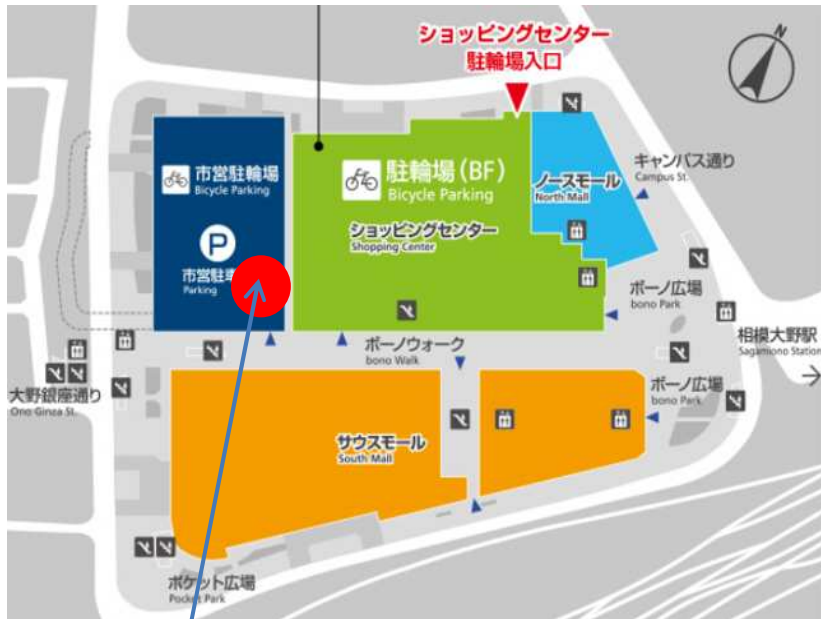 ショッピングセンター
駐輪場入口
N
市営駐輪場
Bicycle Parking
駐輪場(BF)
Bicycle Parking
ノースモール
North Mall
キャンパス通り
Campus St.
P
市営駐
Parking
ショッピングセンター
Shopping Center
ボーノ広場
bono Park
ボーノウォーク
bono Walk
相模大野駅
Sagamiono Station
大野銀座通り
Ono Ginza St.
ボーノ広場
bono Park
サウスモール
South Mall
ポケット広場
Pocket Park